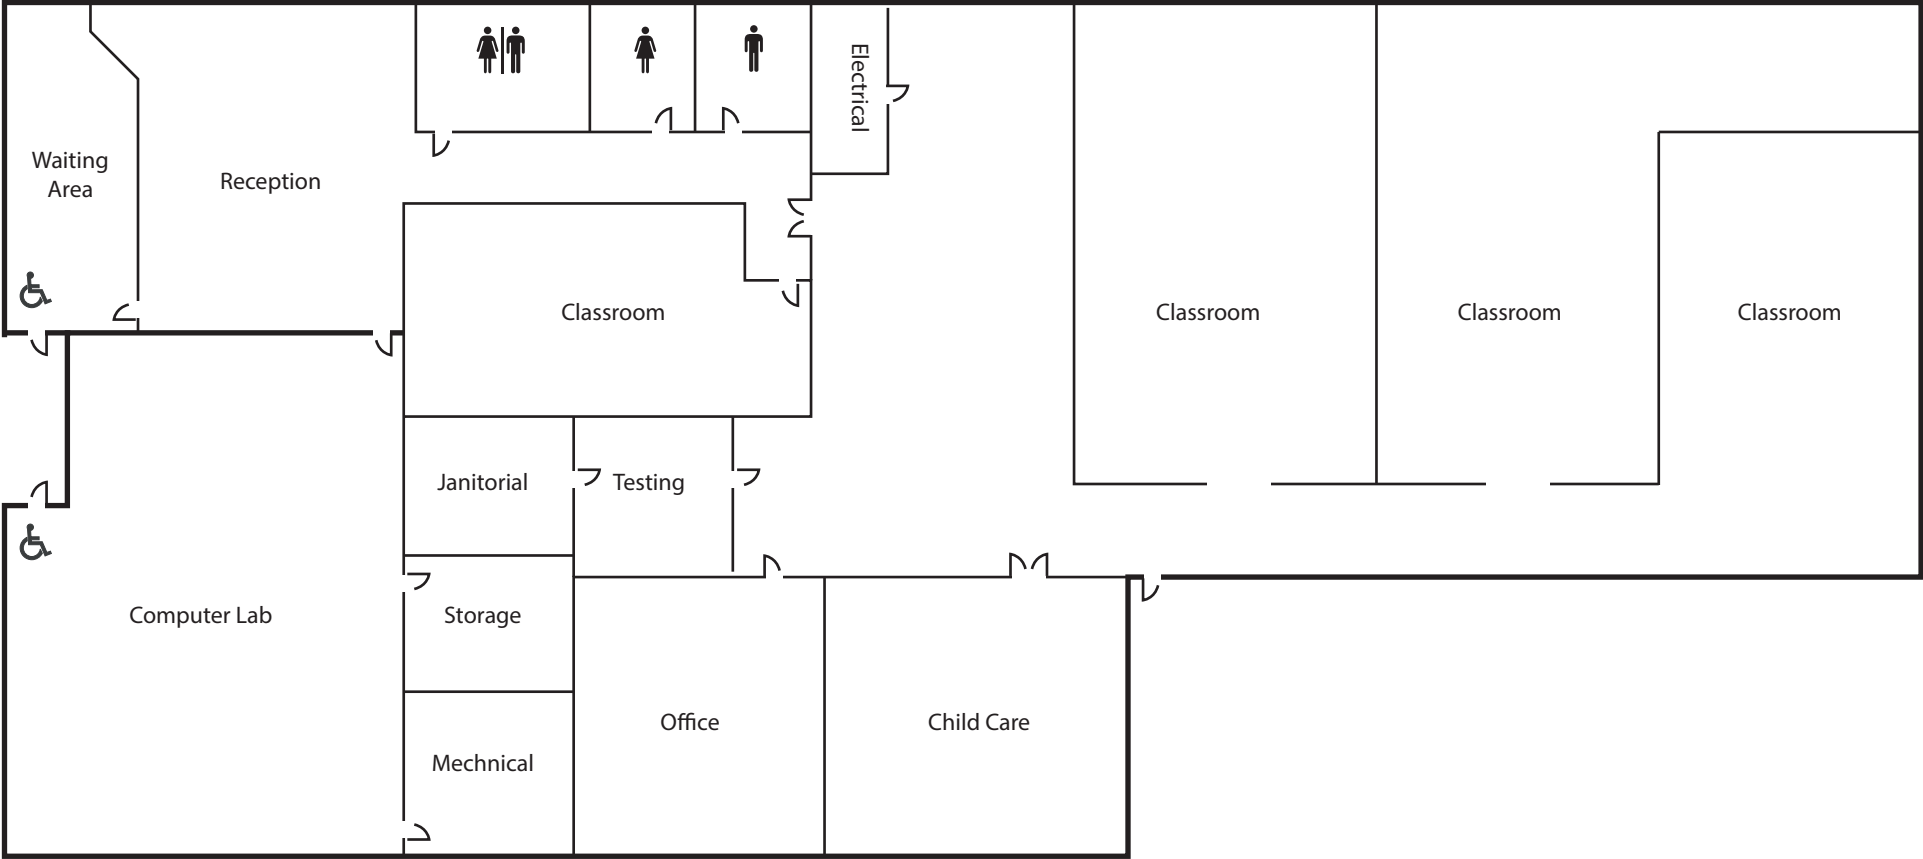 Electrical
Waiting
Area
Reception
Classroom
Classroom
Classroom
Classroom
Janitorial
Testing
Computer Lab
Storage
Office
Child Care
Mechnical